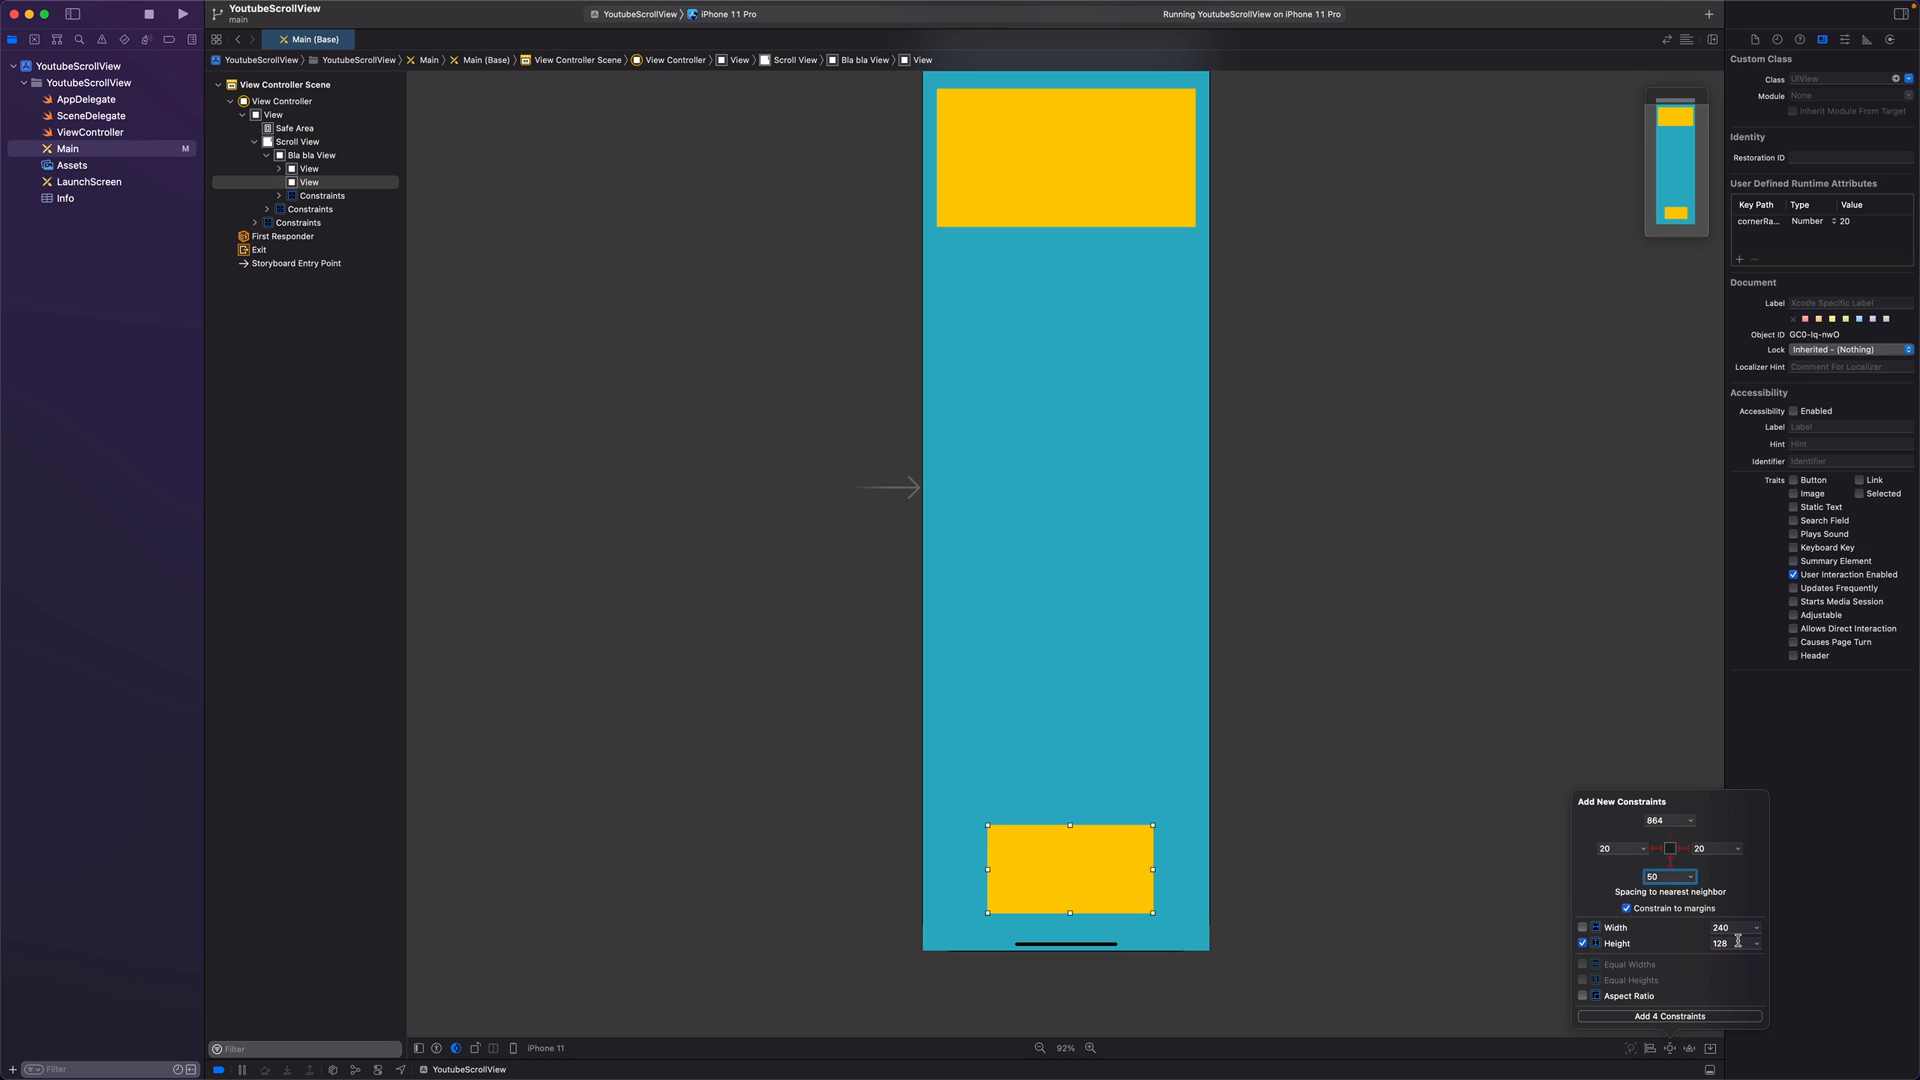 YoutubeScrollView
main
YoutubeScrollView 〉 iPhone 11 Pro
Running YoutubeScrollView on iPhone 11 Pro
Main (Base)
YoutubeScrollView 〉 YoutubeScrollView 〉 Main 〉 Main (Base) 〉 View Controller Scene 〉 View Controller 〉 View 〉 Scroll View 〉 Bla bla View 〉 View
YoutubeScrollView
YoutubeScrollView
AppDelegate
SceneDelegate
ViewController
Main M
Assets
LaunchScreen
Info
Filter
View Controller Scene
View Controller
View
Safe Area
Scroll View
Bla bla View
View
View
Constraints
Constraints
Constraints
First Responder
Exit
Storyboard Entry Point
Filter
iPhone 11
92%
YoutubeScrollView
Add New Constraints
864
20 20
50
Spacing to nearest neighbor
Constrain to margins
Width 240
Height 128
Equal Widths
Equal Heights
Aspect Ratio
Add 4 Constraints
Custom Class
Class UIView
Module None
Inherit Module From Target
Identity
Restoration ID
User Defined Runtime Attributes
Key Path Type Value
cornerRa... Number 20
Document
Label Xcode Specific Label
Object ID GC0-Iq-nwO
Lock Inherited - (Nothing)
Localizer Hint Comment For Localizer
Accessibility
Accessibility Enabled
Label Label
Hint Hint
Identifier Identifier
Traits Button Link
Image Selected
Static Text
Search Field
Plays Sound
Keyboard Key
Summary Element
User Interaction Enabled
Updates Frequently
Starts Media Session
Adjustable
Allows Direct Interaction
Causes Page Turn
Header